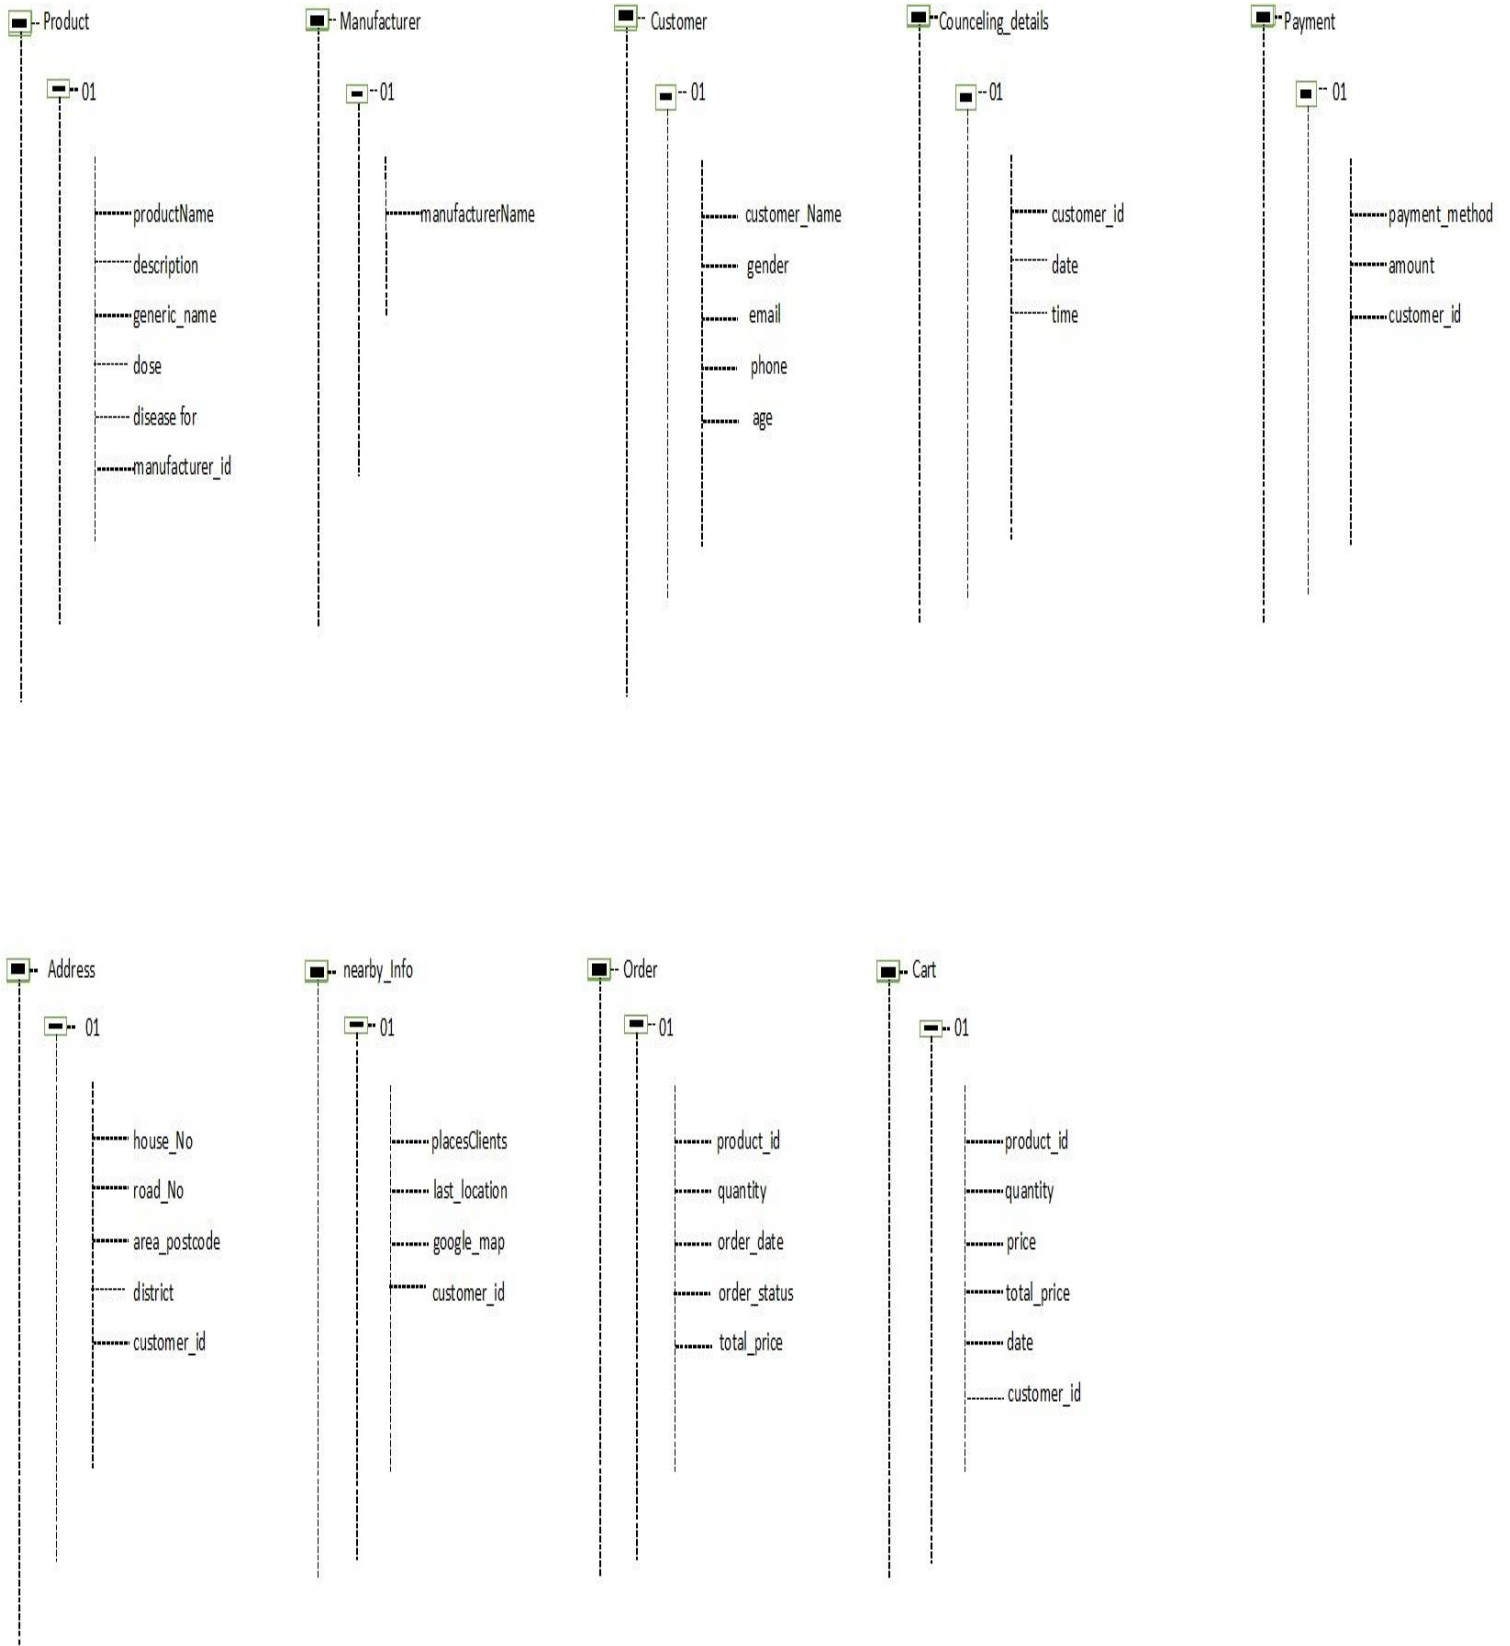 Product
01
productName
description
generic_name
dose
disease for
manufacturer_id
Manufacturer
01
manufacturerName
Customer
01
customer_Name
gender
email
phone
age
Counceling_details
01
customer_id
date
time
Payment
01
payment_method
amount
customer_id
Address
01
house_No
road_No
area_postcode
district
customer_id
nearby_Info
01
placesClients
last_location
google_map
customer_id
Order
01
product_id
quantity
order_date
order_status
total_price
Cart
01
product_id
quantity
price
total_price
date
customer_id